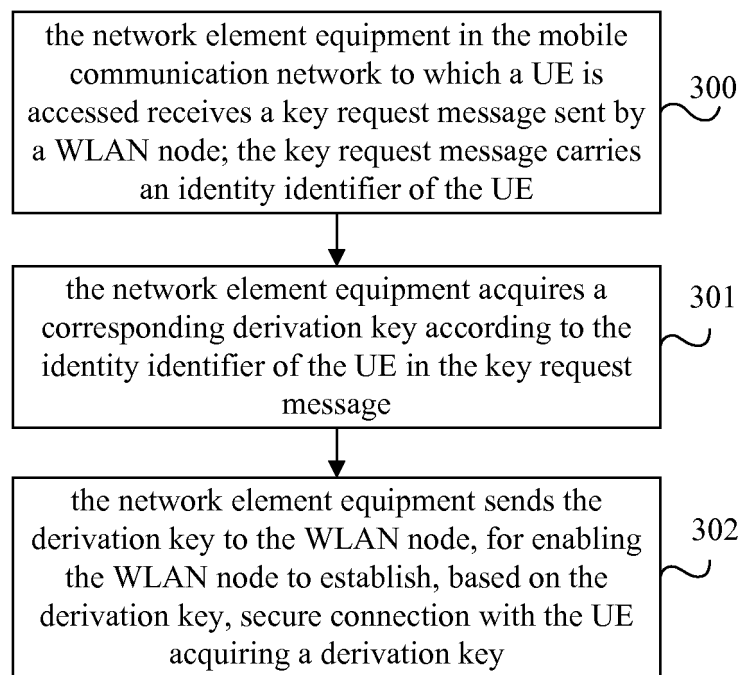 the network element equipment in the mobile
communication network to which a UE is
accessed receives a key request message sent by
a WLAN node; the key request message carries
an identity identifier of the UE
300
the network element equipment acquires a
corresponding derivation key according to the
identity identifier of the UE in the key request
message
301
the network element equipment sends the
derivation key to the WLAN node, for enabling
the WLAN node to establish, based on the
derivation key, secure connection with the UE
acquiring a derivation key
302